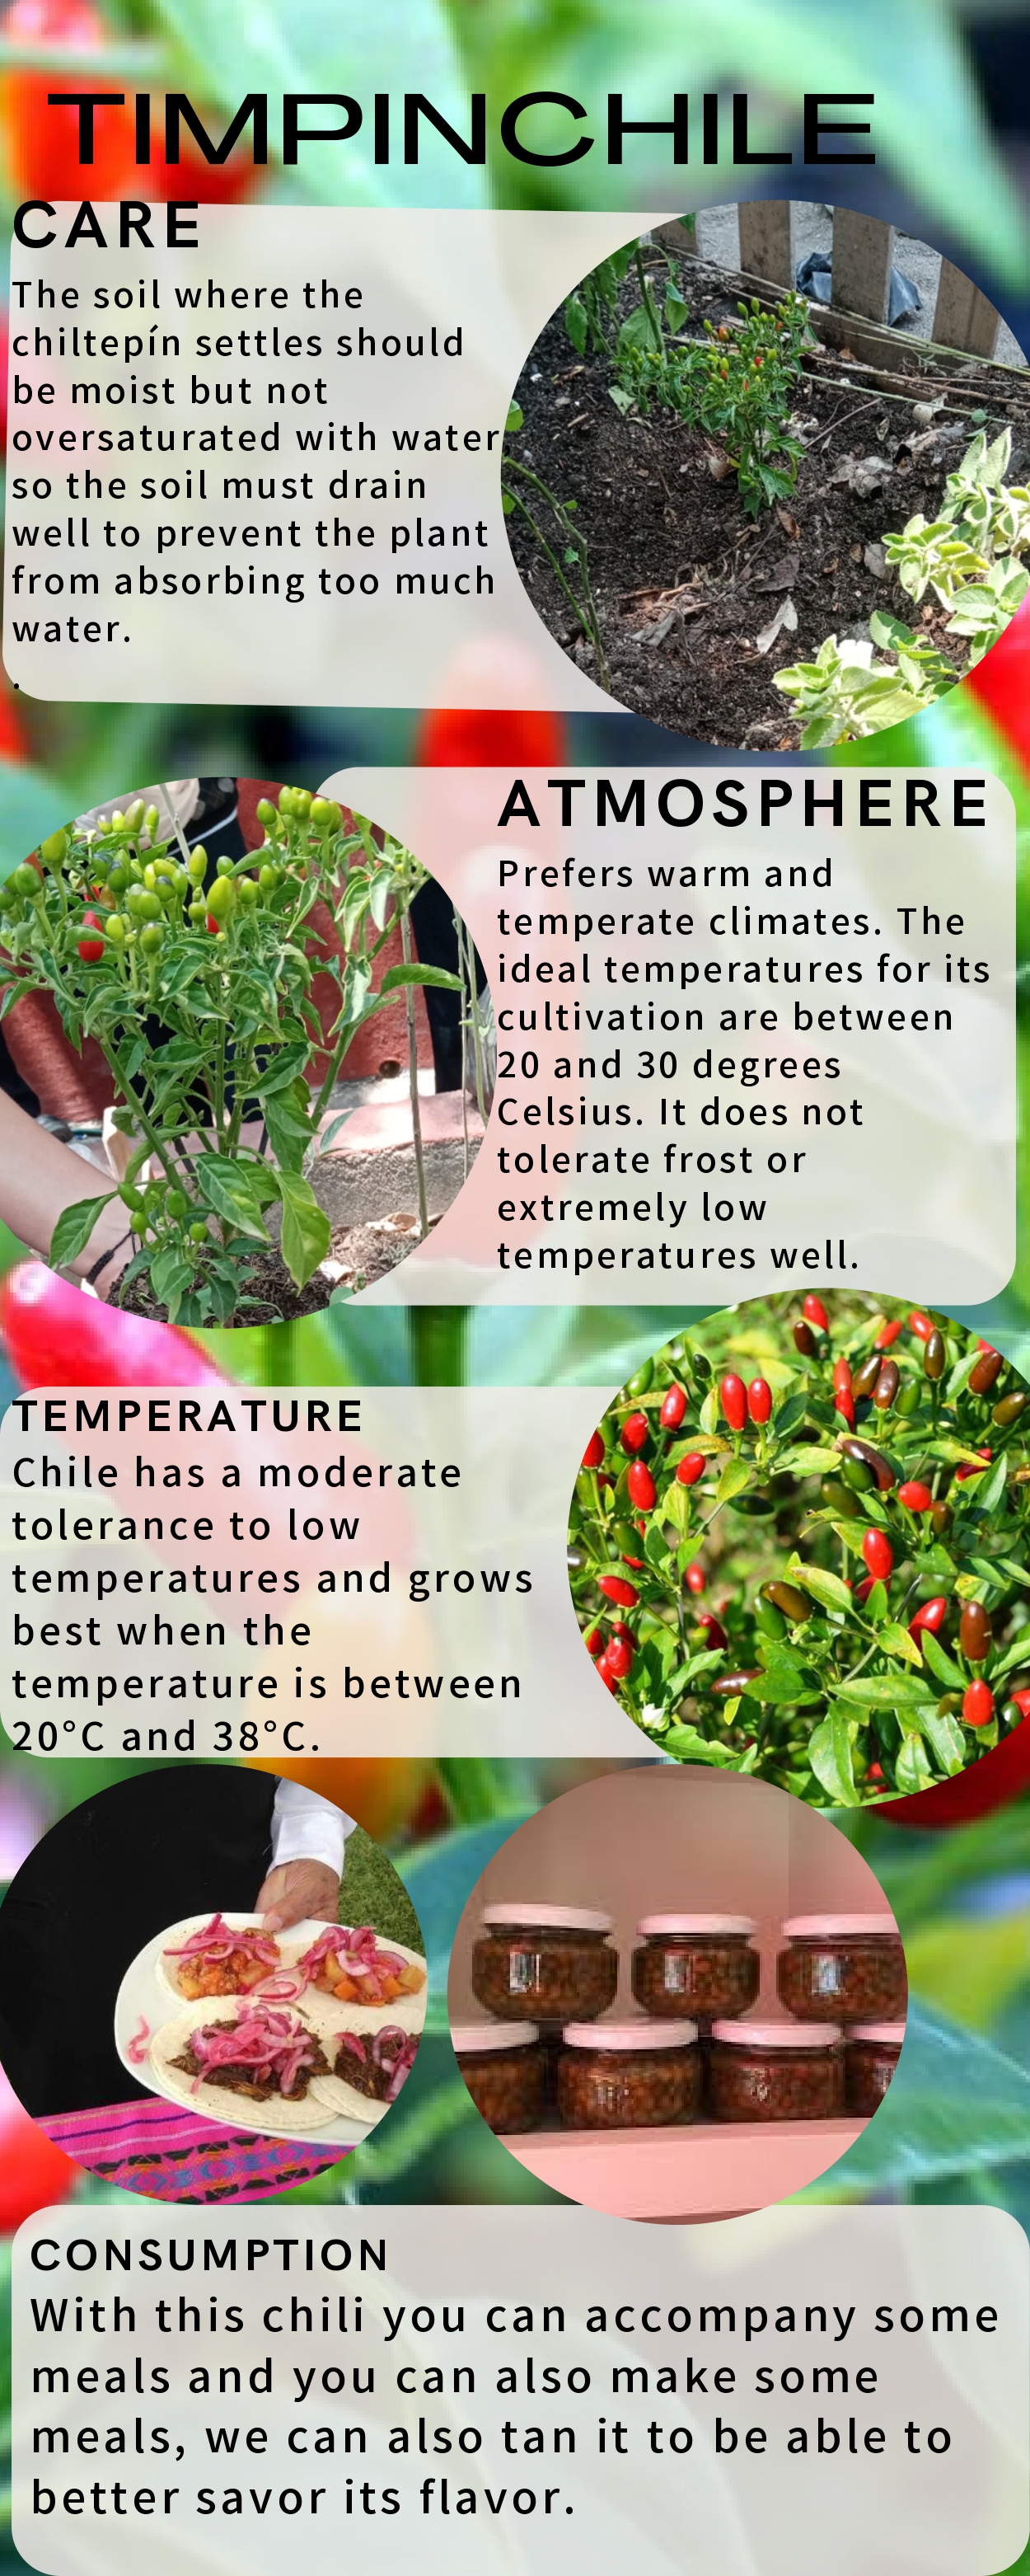 TIMPINCHILE
CARE
The soil where the
chiltepín settles should
be moist but not
oversaturated with water
so the soil must drain
well to prevent the plant
from absorbing too much
water.
.
ATMOSPHERE
Prefers warm and
temperate climates. The
ideal temperatures for its
cultivation are between
20 and 30 degrees
Celsius. It does not
tolerate frost or
extremely low
temperatures well.
TEMPERATURE
Chile has a moderate
tolerance to low
temperatures and grows
best when the
temperature is between
20°C and 38°C.
CONSUMPTION
With this chili you can accompany some
meals and you can also make some
meals, we can also tan it to be able to
better savor its flavor.